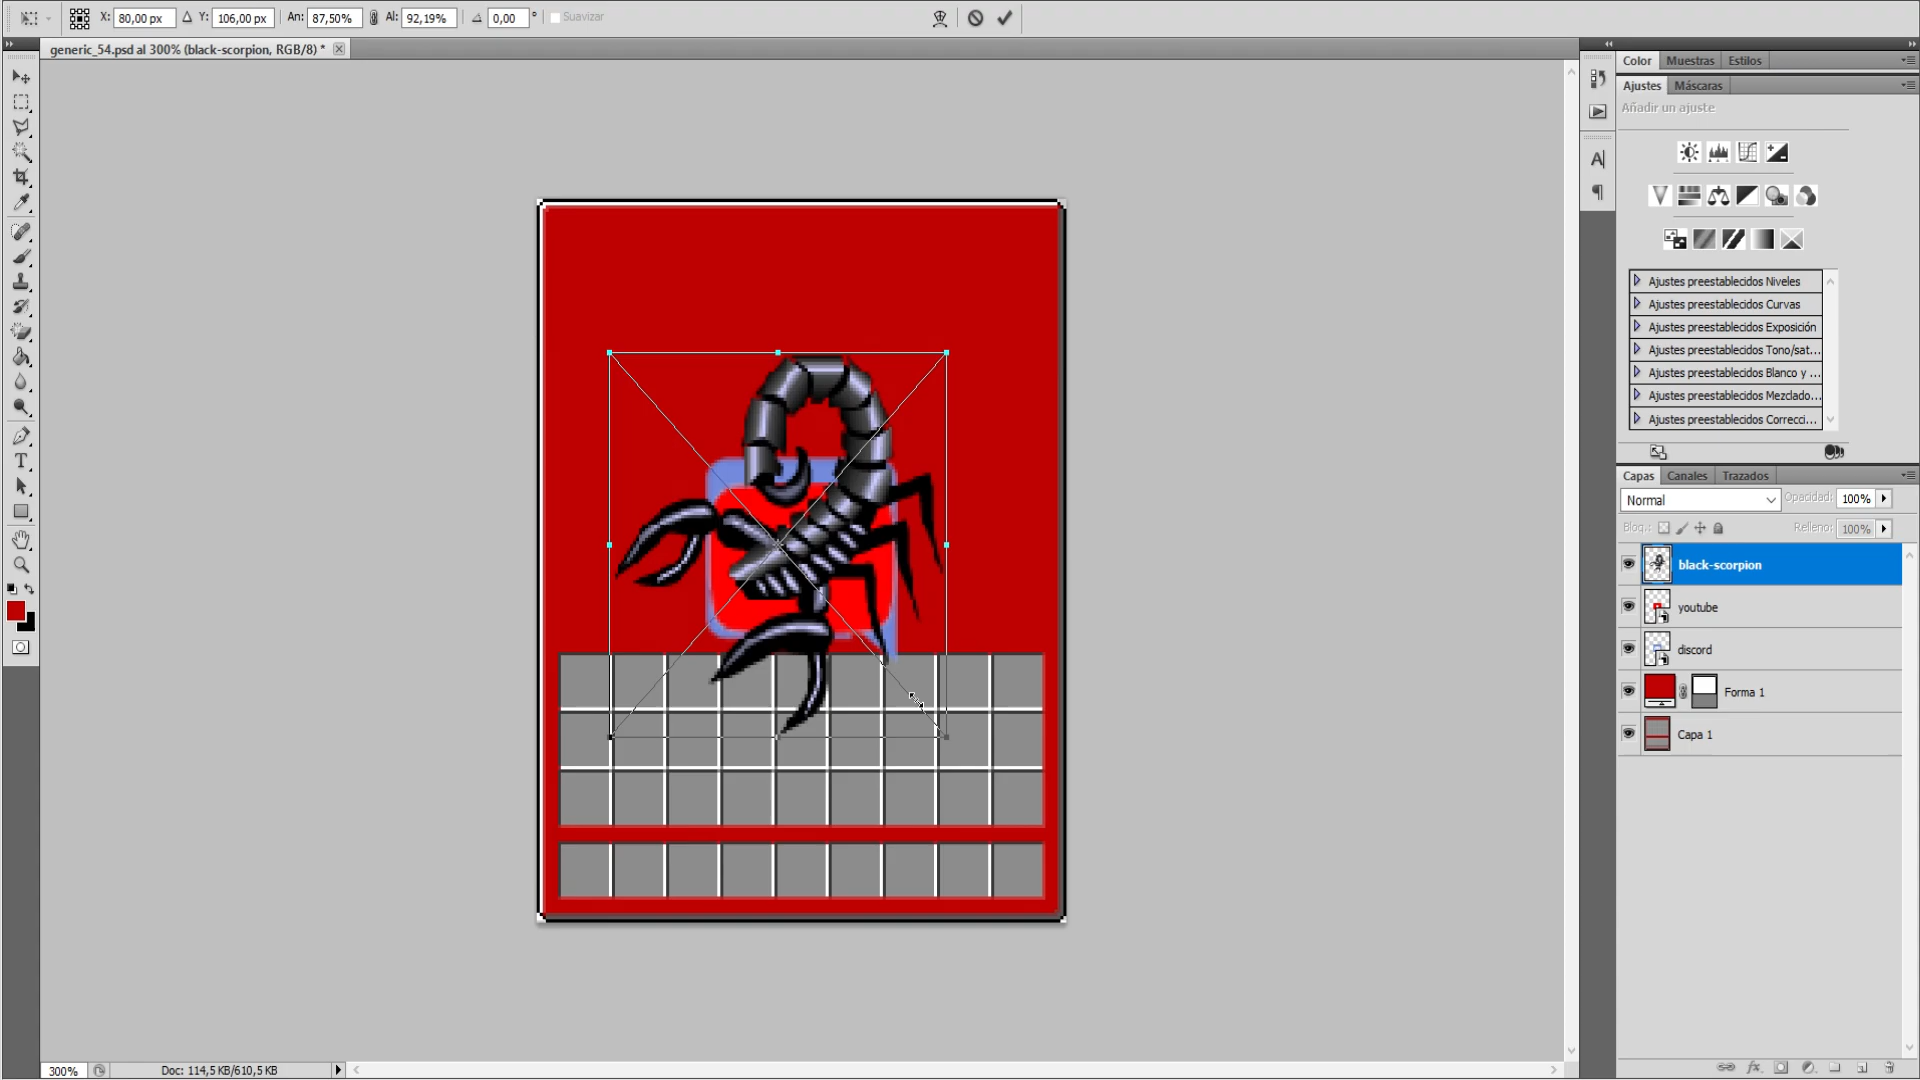 X: 80,00 px Y: 106,00 px An: 87,50% Al: 92,19% 0,00 ° Suavizar
generic_54.psd al 300% (black-scorpion, RGB/8) *
Color Muestras Estilos
Ajustes Máscaras
Añadir un ajuste
Ajustes preestablecidos Niveles
Ajustes preestablecidos Curvas
Ajustes preestablecidos Exposición
Ajustes preestablecidos Tono/sat...
Ajustes preestablecidos Blanco y ...
Ajustes preestablecidos Mezclado...
Ajustes preestablecidos Correcci...
Capas Canales Trazados
Normal Opacidad: 100%
Bloq.: Relleno: 100%
black-scorpion
youtube
discord
Forma 1
Capa 1
300% Doc: 114,5 KB/610,5 KB